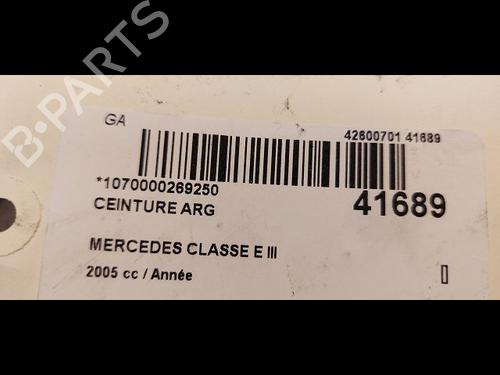 GA
42600701 41689
*1070000269250
CEINTURE ARG
41689
MERCEDES CLASSE E III
2005 cc / Année
B-PARTS